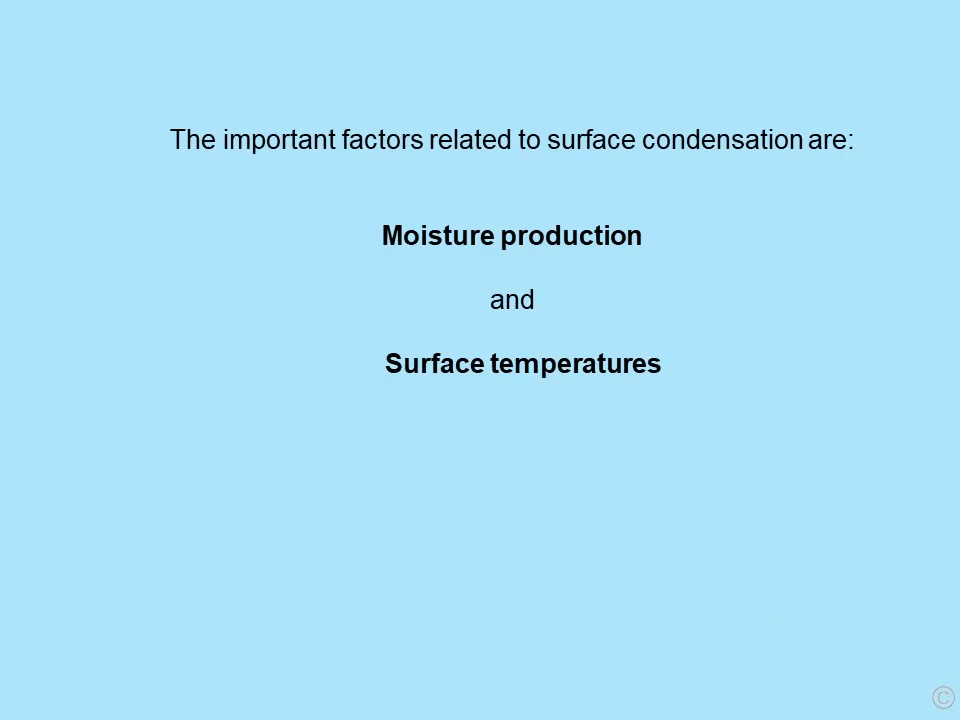 The important factors related to surface condensation are:
Moisture production
and
Surface temperatures
©